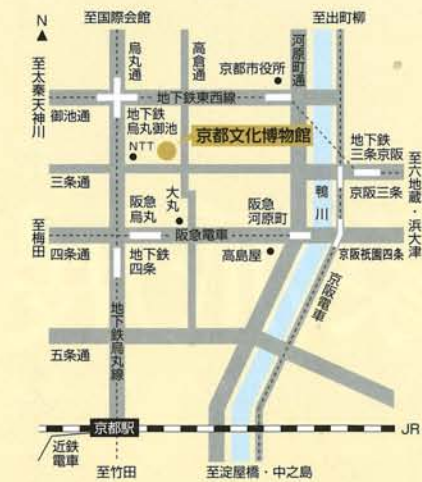 至国際会館
至出町柳
N
烏丸通
高倉通
河原町通
京都市役所
至太秦天神川
地下鉄東西線
御池通
地下鉄
烏丸御池
NTT
京都文化博物館
地下鉄
三条京阪
三条通
京阪三条
至六地蔵・浜大津
大丸
阪急
烏丸
阪急
河原町
鴨川
至梅田
四条通
阪急電車
地下鉄
四条
高島屋
京阪祇園四条
京阪電車
地下鉄烏丸線
五条通
京都駅
JR
近鉄
電車
至竹田
至淀屋橋・中之島